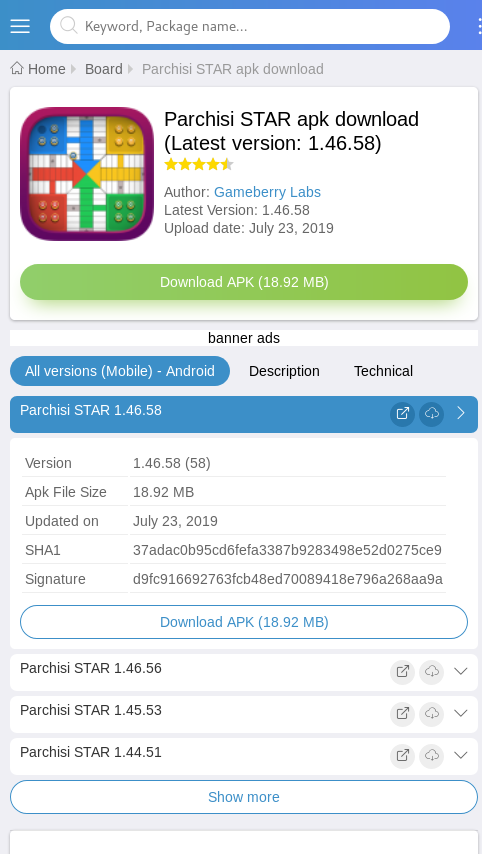 Keyword, Package name...
Home Board Parchisi STAR apk download
Parchisi STAR apk download
(Latest version: 1.46.58)
Author: Gameberry Labs
Latest Version: 1.46.58
Upload date: July 23, 2019
Download APK (18.92 MB)
banner ads
All versions (Mobile) - Android Description Technical
Parchisi STAR 1.46.58
Version 1.46.58 (58)
Apk File Size 18.92 MB
Updated on July 23, 2019
SHA1 37adac0b95cd6fefa3387b9283498e52d0275ce9
Signature d9fc916692763fcb48ed70089418e796a268aa9a
Download APK (18.92 MB)
Parchisi STAR 1.46.56
Parchisi STAR 1.45.53
Parchisi STAR 1.44.51
Show more